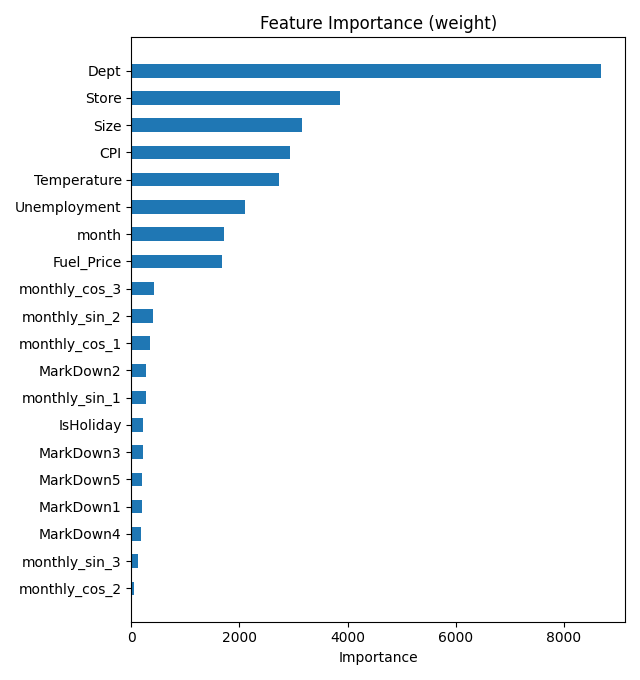 Feature Importance (weight)
Dept
Store
Size
CPI
Temperature
Unemployment
month
Fuel_Price
monthly_cos_3
monthly_sin_2
monthly_cos_1
MarkDown2
monthly_sin_1
IsHoliday
MarkDown3
MarkDown5
MarkDown1
MarkDown4
monthly_sin_3
monthly_cos_2
0 2000 4000 6000 8000
Importance